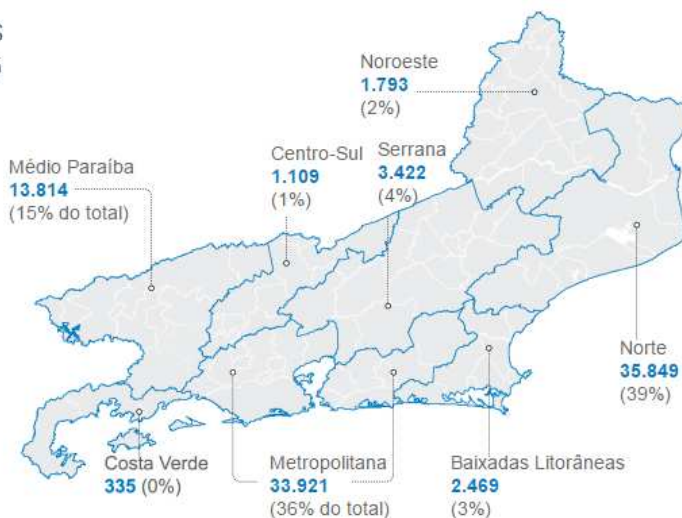 Noroeste
1.793
(2%)
Centro-Sul
1.109
(1%)
Serrana
3.422
(4%)
Médio Paraíba
13.814
(15% do total)
Norte
35.849
(39%)
Costa Verde
335 (0%)
Metropolitana
33.921
(36% do total)
Baixadas Litorâneas
2.469
(3%)